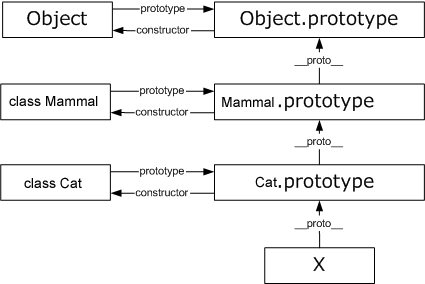 Object
prototype
constructor
Object.prototype
__proto__
class Mammal
prototype
constructor
Mammal.prototype
__proto__
class Cat
prototype
constructor
Cat.prototype
__proto__
X